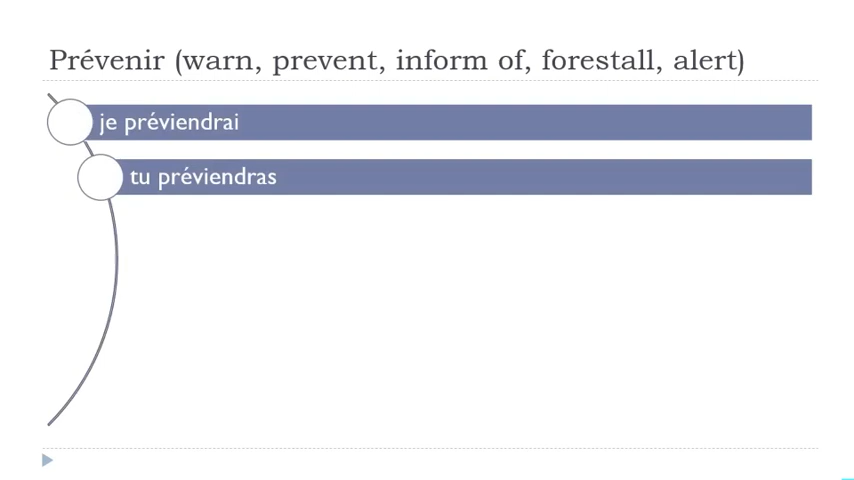 Prévenir (warn, prevent, inform of, forestall, alert)
je préviendrai
tu préviendras